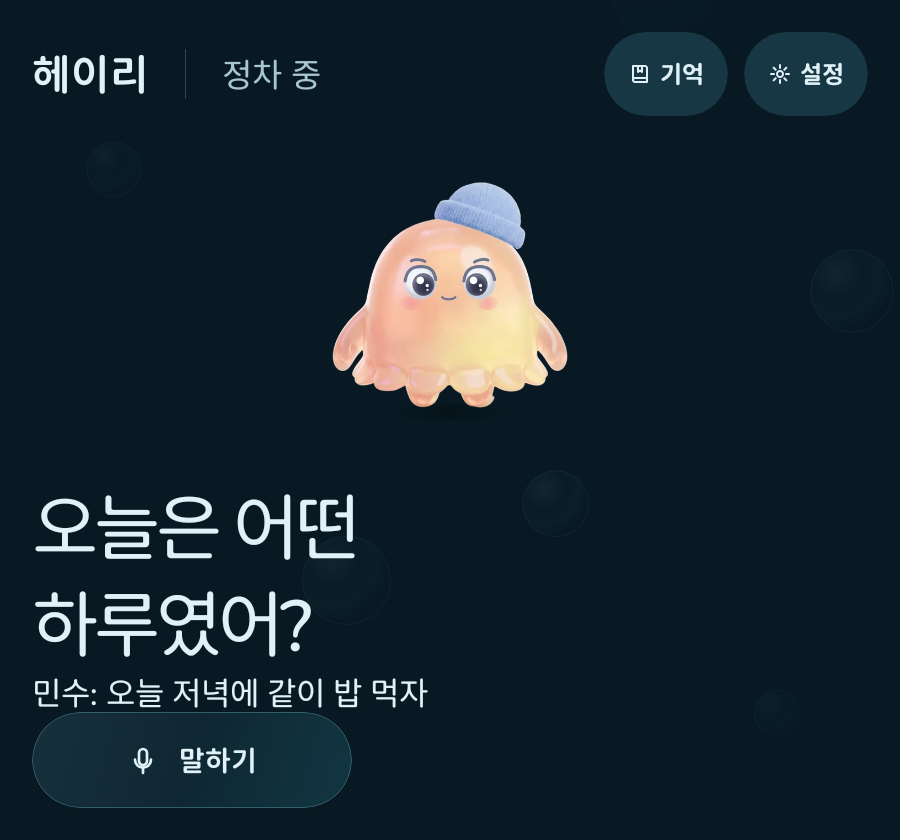 헤이리
정차 중
기억
설정
오늘은 어떤
하루였어?
민수: 오늘 저녁에 같이 밥 먹자
말하기